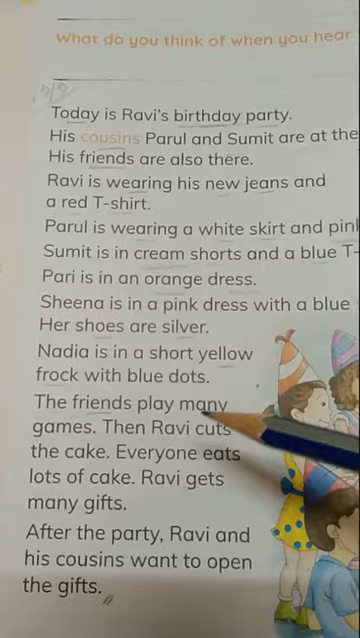 What do you think of when you hear
Today is Ravi's birthday party.
His cousins Parul and Sumit are at the
His friends are also there.
Ravi is wearing his new jeans and
a red T-shirt.
Parul is wearing a white skirt and pink
Sumit is in cream shorts and a blue T-
Pari is in an orange dress.
Sheena is in a pink dress with a blue
Her shoes are silver.
Nadia is in a short yellow
frock with blue dots.
The friends play many
games. Then Ravi cuts
the cake. Everyone eats
lots of cake. Ravi gets
many gifts.
After the party, Ravi and
his cousins want to open
the gifts.